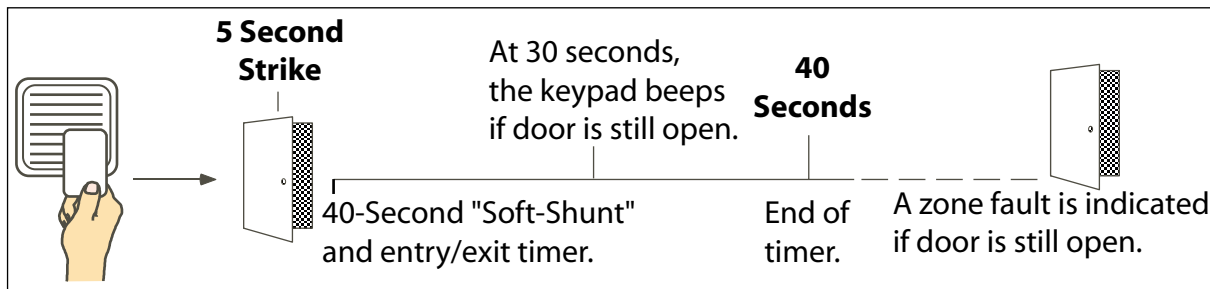 5 Second
Strike
At 30 seconds,
the keypad beeps
if door is still open.
40
Seconds
40-Second "Soft-Shunt"
and entry/exit timer.
End of
timer.
A zone fault is indicated
if door is still open.